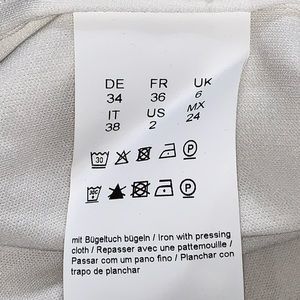 DE FR UK
34 36 6
IT US MX
38 2 24
30
P
P
mit Bügeltuch bügeln / Iron with pressing
cloth / Repasser avec une pattemouille /
Passar com um pano fino / Planchar con
trapo de planchar